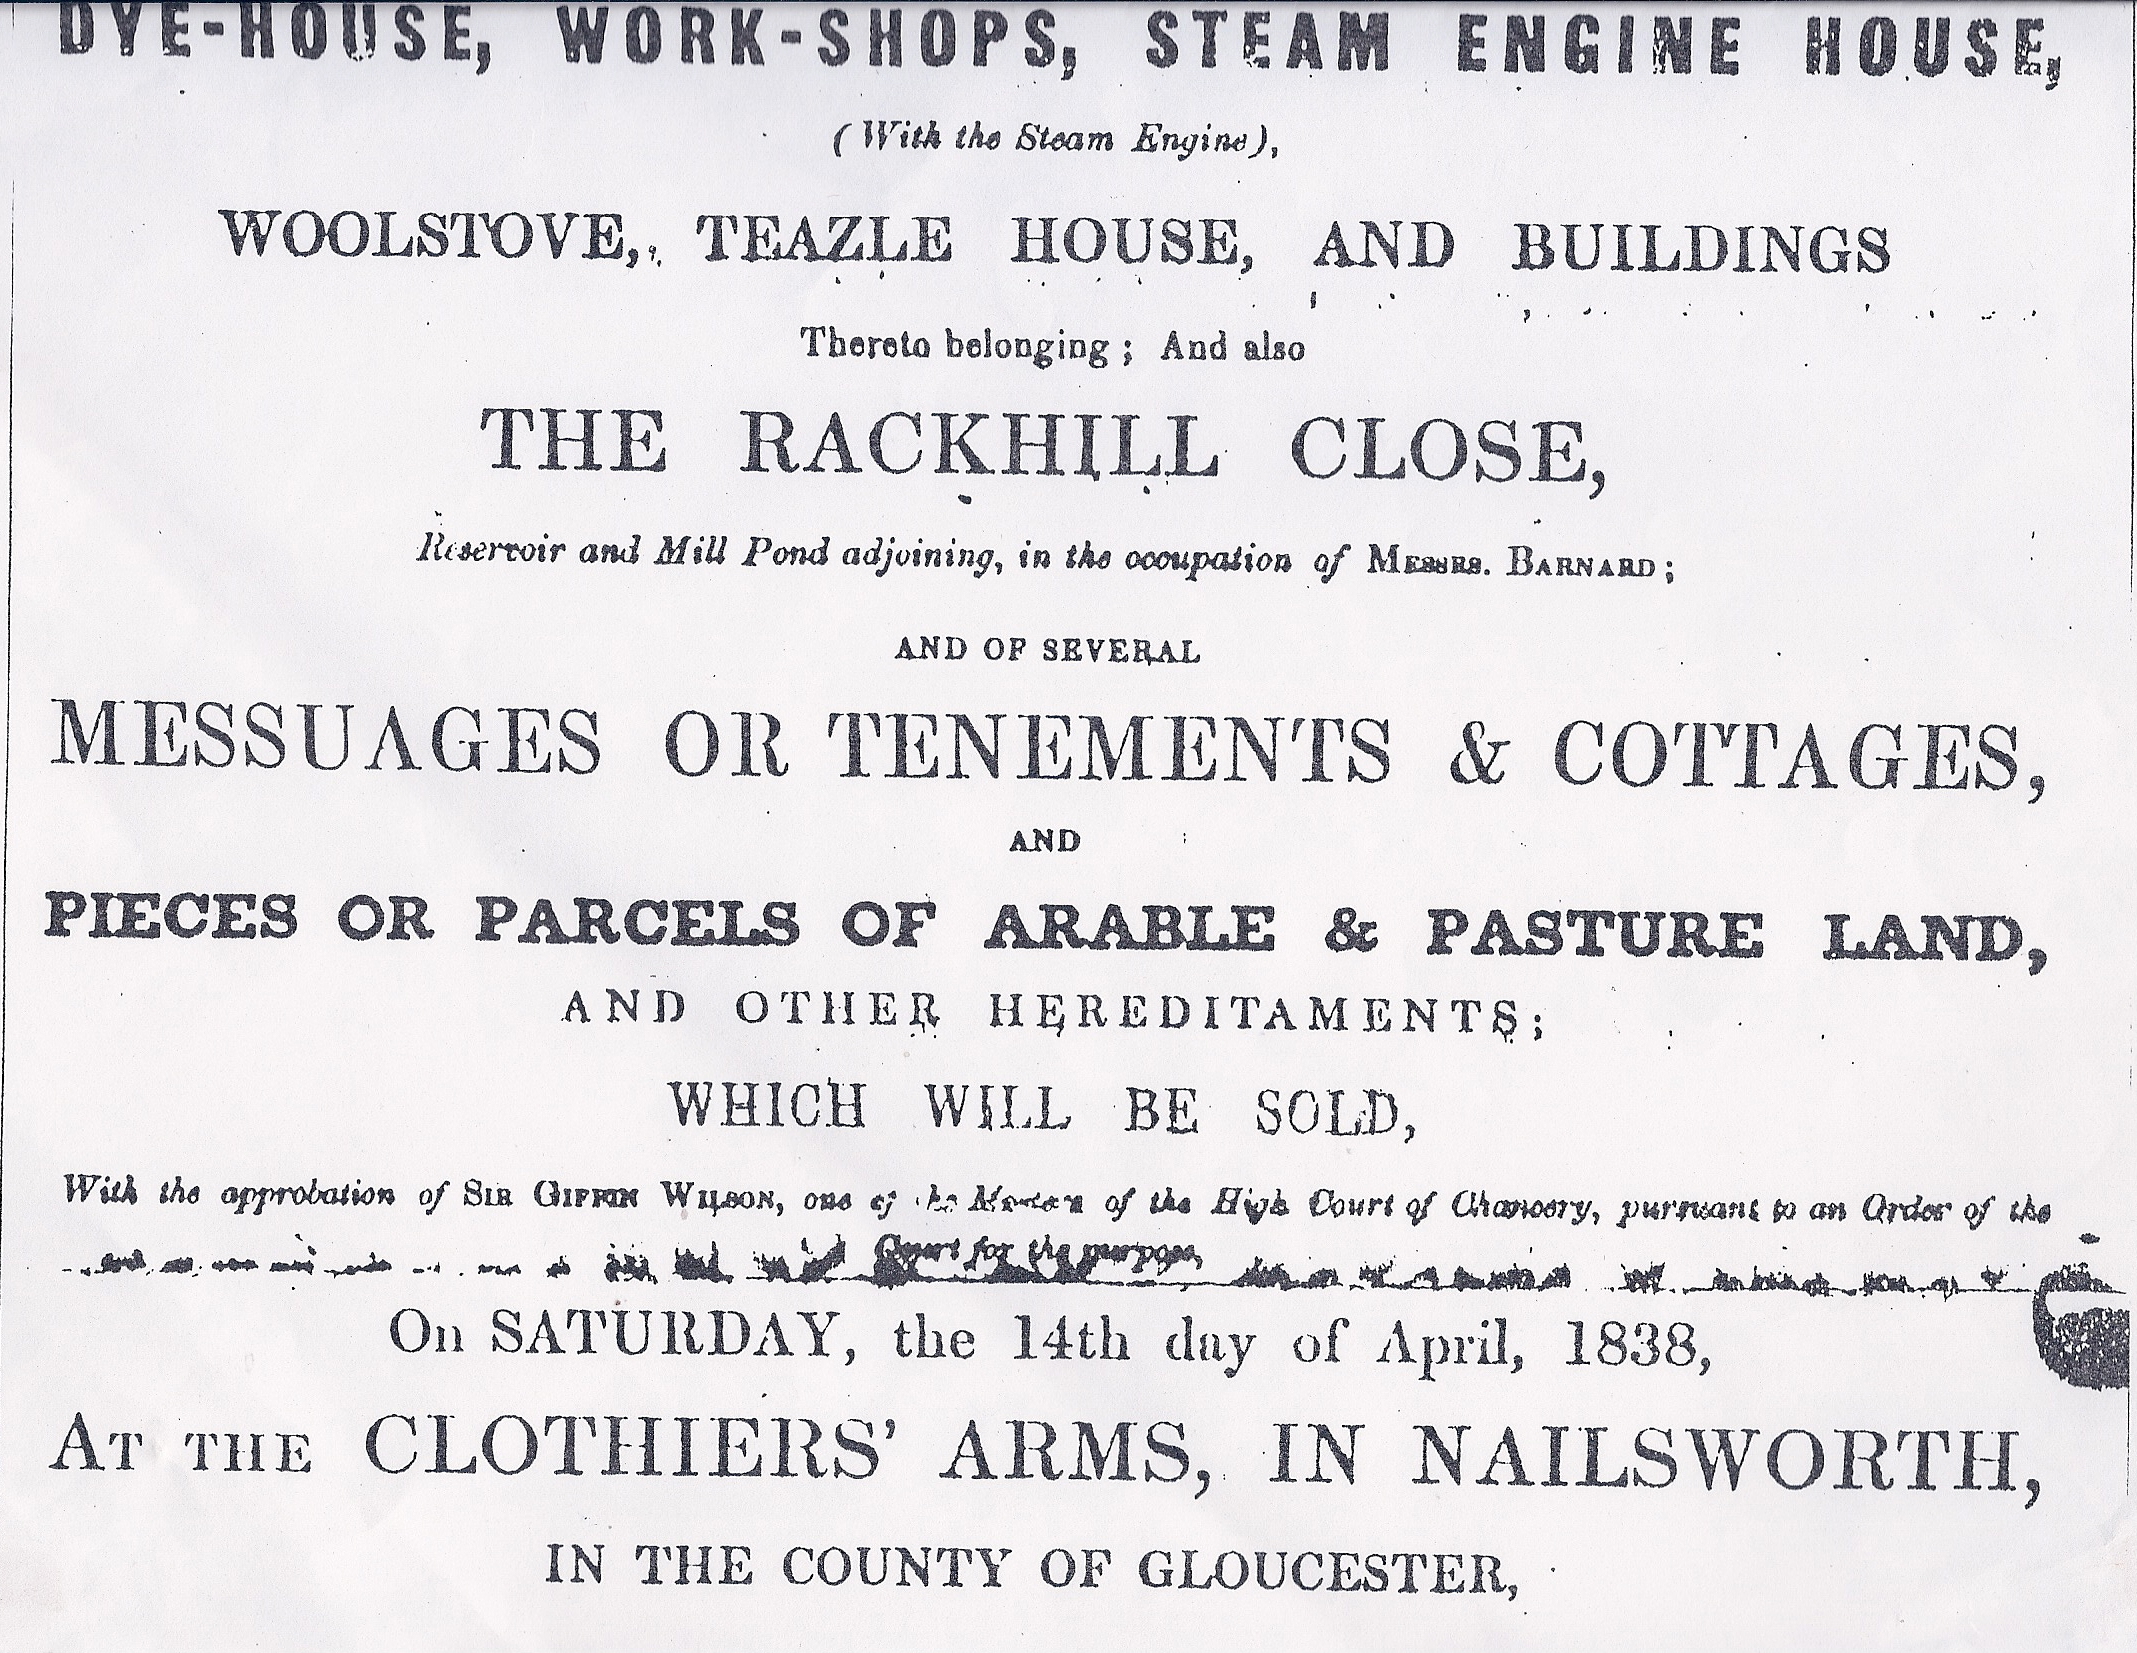 DYE-HOUSE, WORK-SHOPS, STEAM ENGINE HOUSE,
(With the Steam Engine),
WOOLSTOVE, TEAZLE HOUSE, AND BUILDINGS
Thereto belonging; And also
THE RACKHILL CLOSE,
Reservoir and Mill Pond adjoining, in the occupation of MESSRS. BARNARD;
AND OF SEVERAL
MESSUAGES OR TENEMENTS & COTTAGES,
AND
PIECES OR PARCELS OF ARABLE & PASTURE LAND,
AND OTHER HEREDITAMENTS;
WHICH WILL BE SOLD,
With the approbation of SIR GIFFIN WILSON, one of the Masters of the High Court of Chancery, pursuant to an Order of the
Court for the purpose,
On SATURDAY, the 14th day of April, 1838,
AT THE CLOTHIERS' ARMS, IN NAILSWORTH,
IN THE COUNTY OF GLOUCESTER,